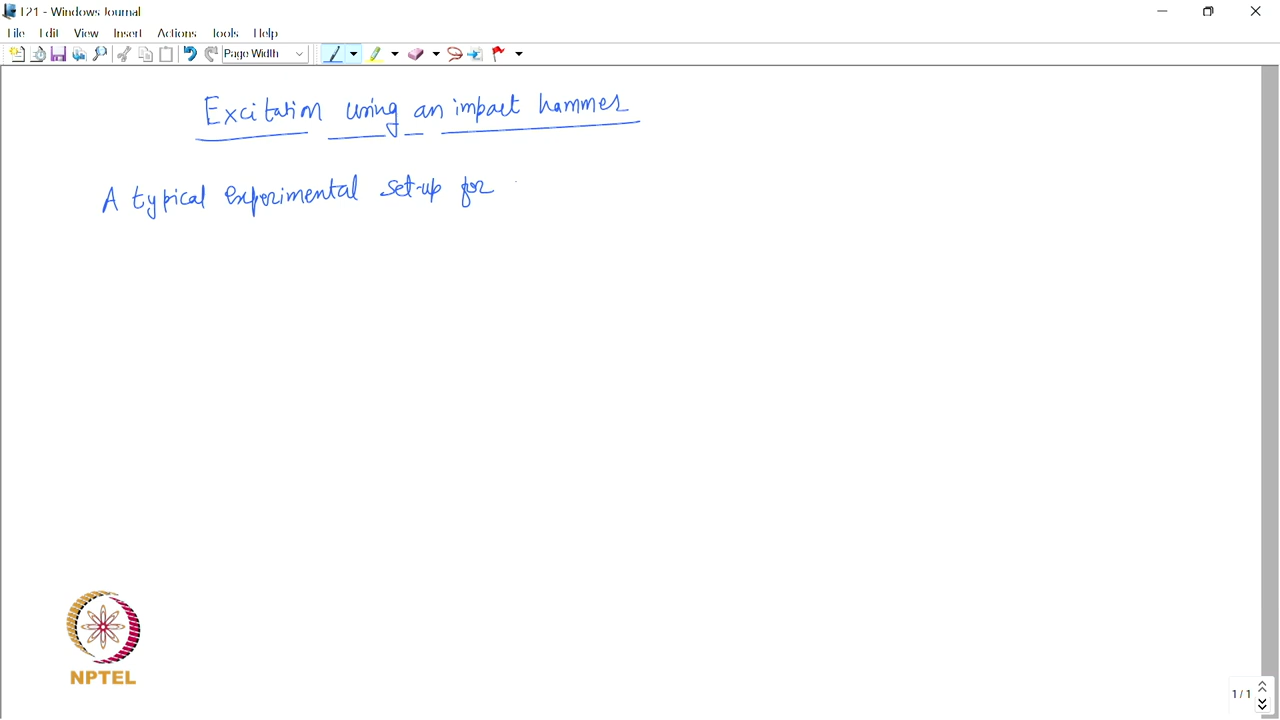 L21 - Windows Journal
File Edit View Insert Actions Tools Help
Page Width
Excitation using an impact hammer
A typical experimental set-up for
NPTEL
1/1